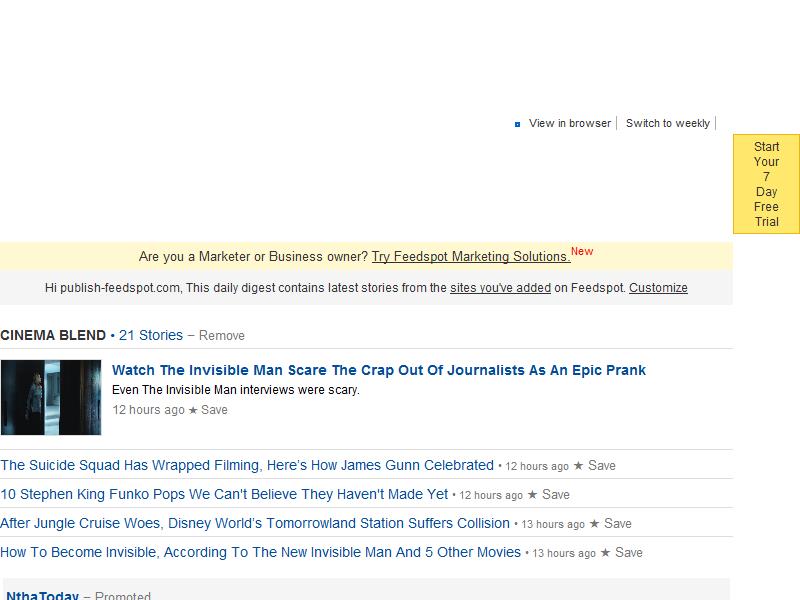 View in browser Switch to weekly
Start
Your
7
Day
Free
Trial
Are you a Marketer or Business owner? Try Feedspot Marketing Solutions.New
Hi publish-feedspot.com, This daily digest contains latest stories from the sites you've added on Feedspot. Customize
CINEMA BLEND • 21 Stories – Remove
Watch The Invisible Man Scare The Crap Out Of Journalists As An Epic Prank
Even The Invisible Man interviews were scary.
12 hours ago ★ Save
The Suicide Squad Has Wrapped Filming, Here’s How James Gunn Celebrated • 12 hours ago ★ Save
10 Stephen King Funko Pops We Can't Believe They Haven't Made Yet • 12 hours ago ★ Save
After Jungle Cruise Woes, Disney World’s Tomorrowland Station Suffers Collision • 13 hours ago ★ Save
How To Become Invisible, According To The New Invisible Man And 5 Other Movies • 13 hours ago ★ Save
NthaToday – Promoted